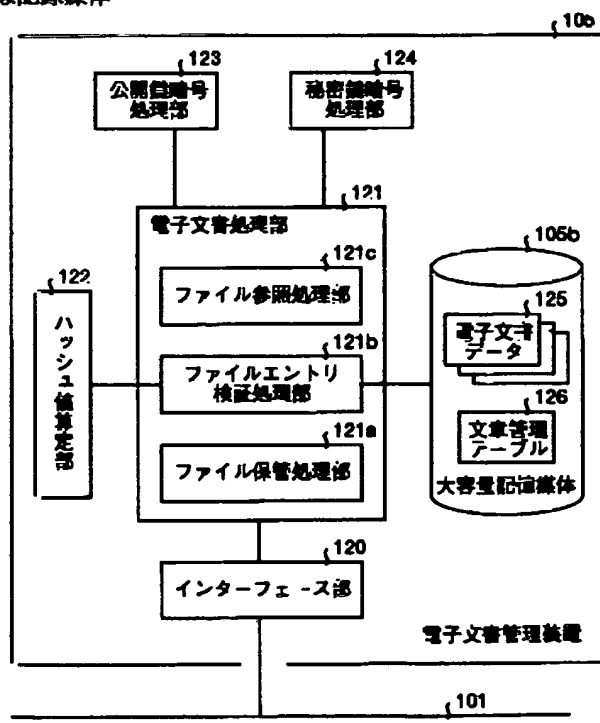 記録媒体
10b
123
124
公開鍵暗号
処理部
秘密鍵暗号
処理部
121
電子文書処理部
121c
ファイル参照処理部
122
ハッシュ値算定部
121b
ファイルエントリ
検証処理部
121a
ファイル保管処理部
105b
125
電子文書
データ
126
文章管理
テーブル
大容量記憶媒体
120
インターフェース部
電子文書管理装置
101